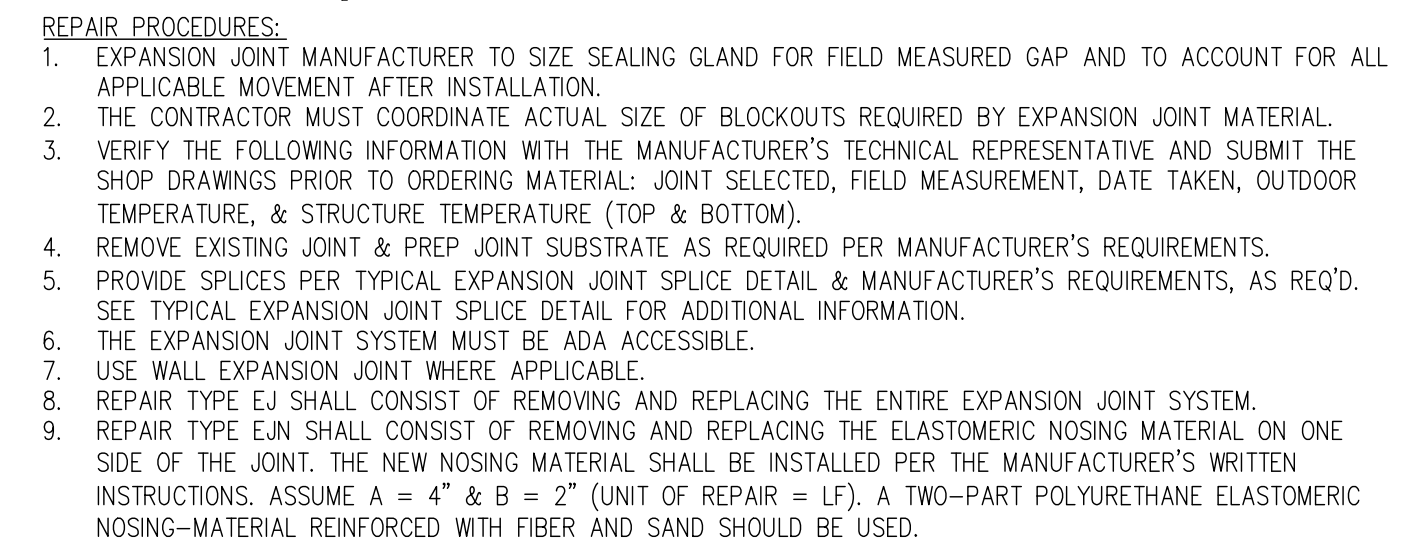 REPAIR PROCEDURES:
1. EXPANSION JOINT MANUFACTURER TO SIZE SEALING GLAND FOR FIELD MEASURED GAP AND TO ACCOUNT FOR ALL
APPLICABLE MOVEMENT AFTER INSTALLATION.
2. THE CONTRACTOR MUST COORDINATE ACTUAL SIZE OF BLOCKOUTS REQUIRED BY EXPANSION JOINT MATERIAL.
3. VERIFY THE FOLLOWING INFORMATION WITH THE MANUFACTURER'S TECHNICAL REPRESENTATIVE AND SUBMIT THE
SHOP DRAWINGS PRIOR TO ORDERING MATERIAL: JOINT SELECTED, FIELD MEASUREMENT, DATE TAKEN, OUTDOOR
TEMPERATURE, & STRUCTURE TEMPERATURE (TOP & BOTTOM).
4. REMOVE EXISTING JOINT & PREP JOINT SUBSTRATE AS REQUIRED PER MANUFACTURER'S REQUIREMENTS.
5. PROVIDE SPLICES PER TYPICAL EXPANSION JOINT SPLICE DETAIL & MANUFACTURER'S REQUIREMENTS, AS REQ'D.
SEE TYPICAL EXPANSION JOINT SPLICE DETAIL FOR ADDITIONAL INFORMATION.
6. THE EXPANSION JOINT SYSTEM MUST BE ADA ACCESSIBLE.
7. USE WALL EXPANSION JOINT WHERE APPLICABLE.
8. REPAIR TYPE EJ SHALL CONSIST OF REMOVING AND REPLACING THE ENTIRE EXPANSION JOINT SYSTEM.
9. REPAIR TYPE EJN SHALL CONSIST OF REMOVING AND REPLACING THE ELASTOMERIC NOSING MATERIAL ON ONE
SIDE OF THE JOINT. THE NEW NOSING MATERIAL SHALL BE INSTALLED PER THE MANUFACTURER'S WRITTEN
INSTRUCTIONS. ASSUME A = 4" & B = 2" (UNIT OF REPAIR = LF). A TWO-PART POLYURETHANE ELASTOMERIC
NOSING-MATERIAL REINFORCED WITH FIBER AND SAND SHOULD BE USED.